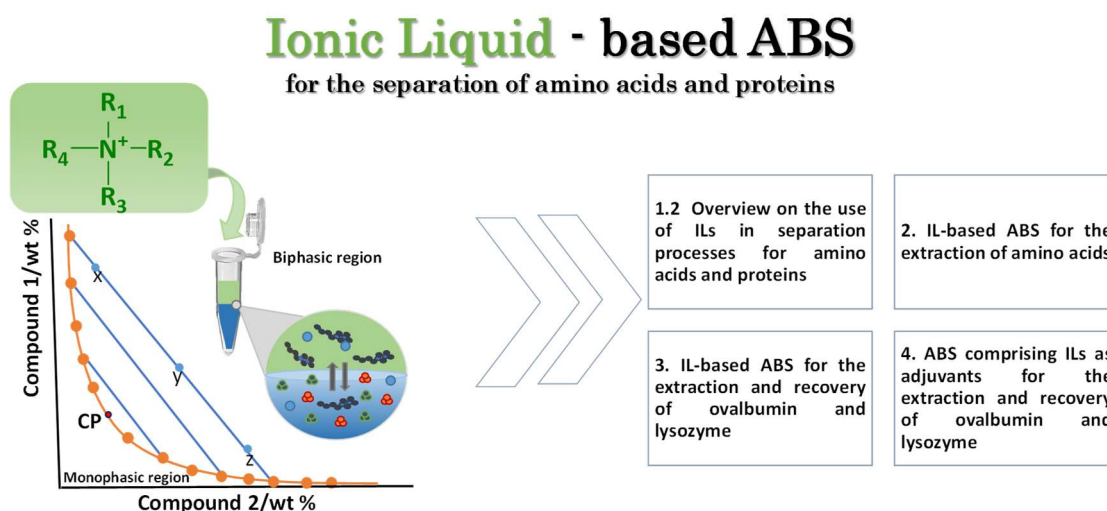 Ionic Liquid - based ABS
for the separation of amino acids and proteins
R1
R4
N+
R2
R3
Compound 1/wt %
x
y
z
CP
Monophasic region
Compound 2/wt %
Biphasic region
1.2 Overview on the use
of ILs in separation
processes for amino
acids and proteins
2. IL-based ABS for the
extraction of amino acids
3. IL-based ABS for the
extraction and recovery
of ovalbumin and
lysozyme
4. ABS comprising ILs as
adjuvants for the
extraction and recovery
of ovalbumin and
lysozyme